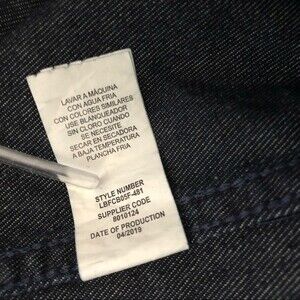 LAVAR A MÁQUINA
CON AGUA FRIA
CON COLORES SIMILARES
USE BLANQUEADOR
SIN CLORO CUANDO
SE NECESITE
SECAR EN SECADORA
A BAJA TEMPERATURA
PLANCHA FRIA
STYLE NUMBER
LBFCB05F-481
SUPPLIER CODE
8010124
DATE OF PRODUCTION
04/2019